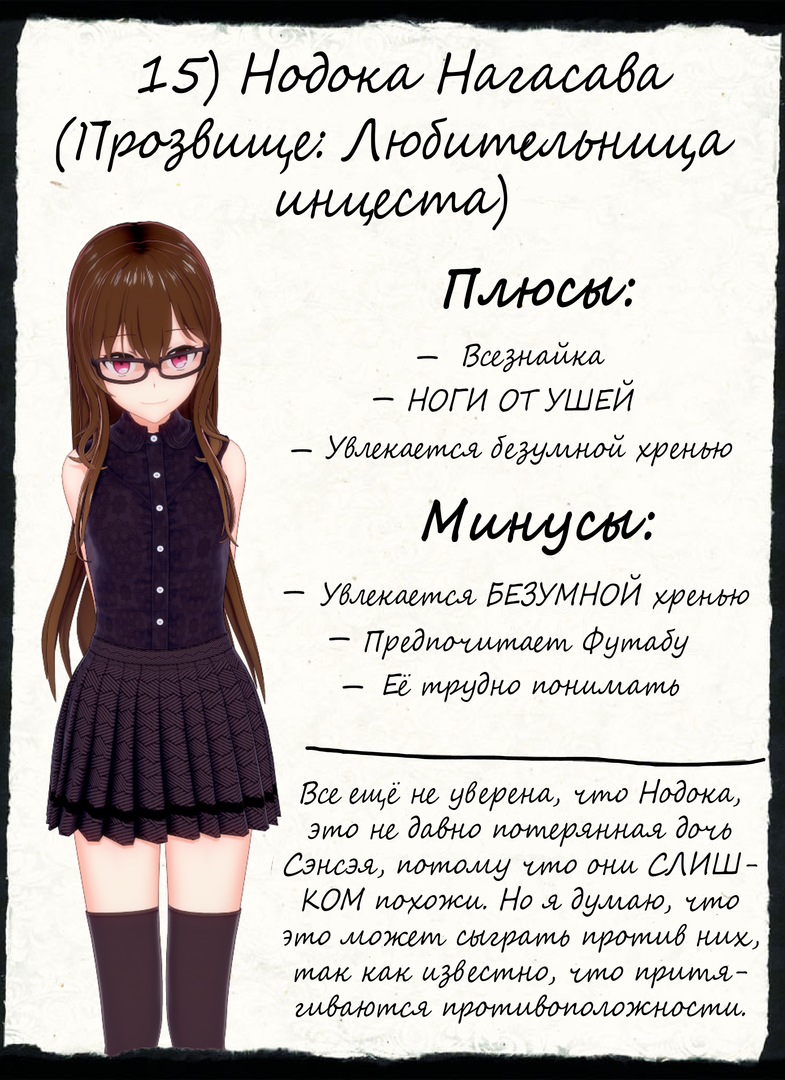 15) Нодока Нагасава
(Прозвище: Любительница
инцеста)
Плюсы:
— Всезнайка
— НОГИ ОТ УШЕЙ
— Увлекается безумной хренью
Минусы:
— Увлекается БЕЗУМНОЙ хренью
— Предпочитает Футабу
— Её трудно понимать
Все ещё не уверена, что Нодока,
это не давно потерянная дочь
Сэнсэя, потому что они СЛИШ-
КОМ похожи. Но я думаю, что
это может сыграть против них,
так как известно, что притя-
гиваются противоположности.